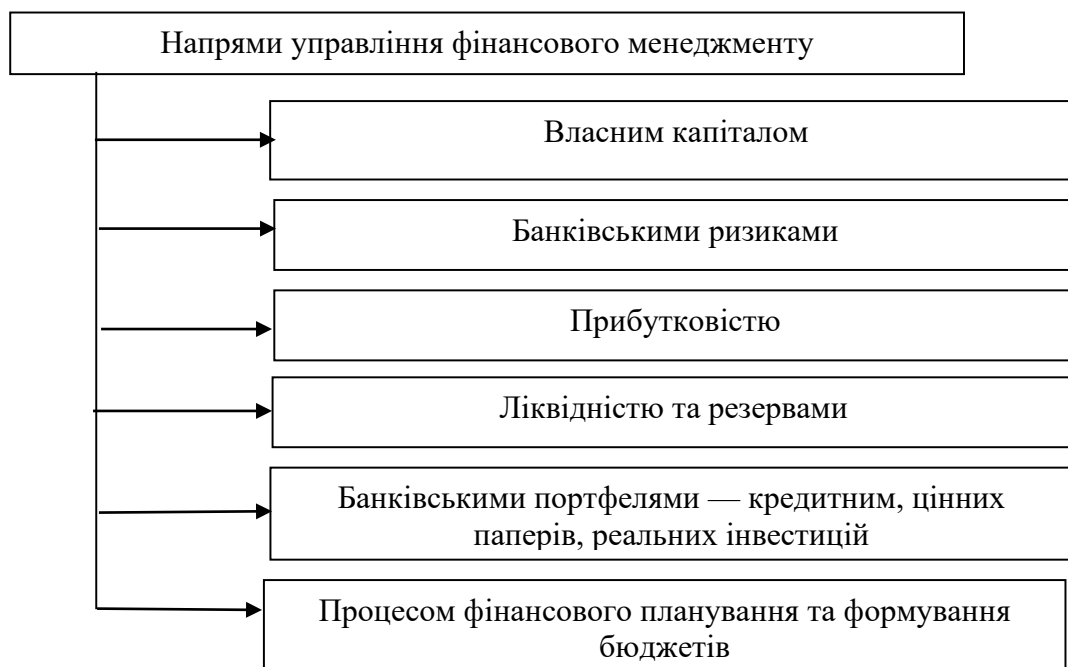 Напрями управління фінансового менеджменту
Власним капіталом
Банківськими ризиками
Прибутковістю
Ліквідністю та резервами
Банківськими портфелями — кредитним, цінних
паперів, реальних інвестицій
Процесом фінансового планування та формування
бюджетів